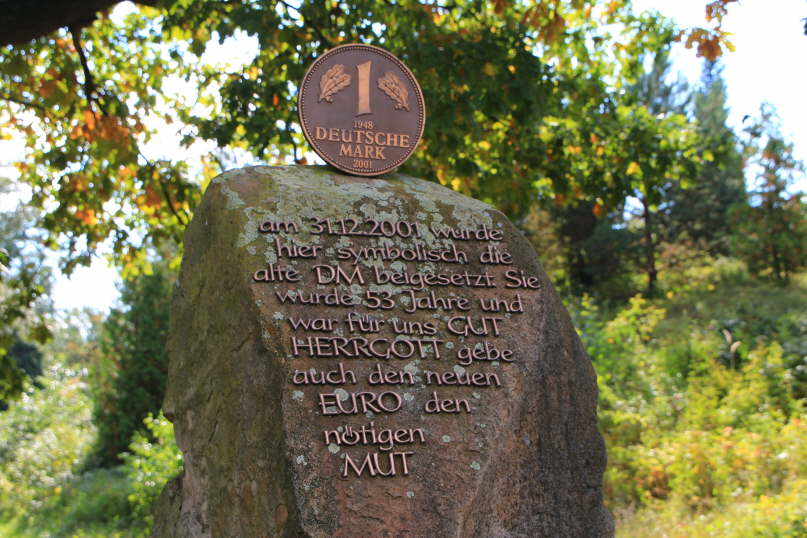 1
1948
DEUTSCHE
MARK
2001
am 31.12.2001 wurde
hier symbolisch die
alte DM beigesetzt. Sie
wurde 53 Jahre und
war für uns GUT
HERRGOTT gebe
auch den neuen
EURO den
nötigen
MUT